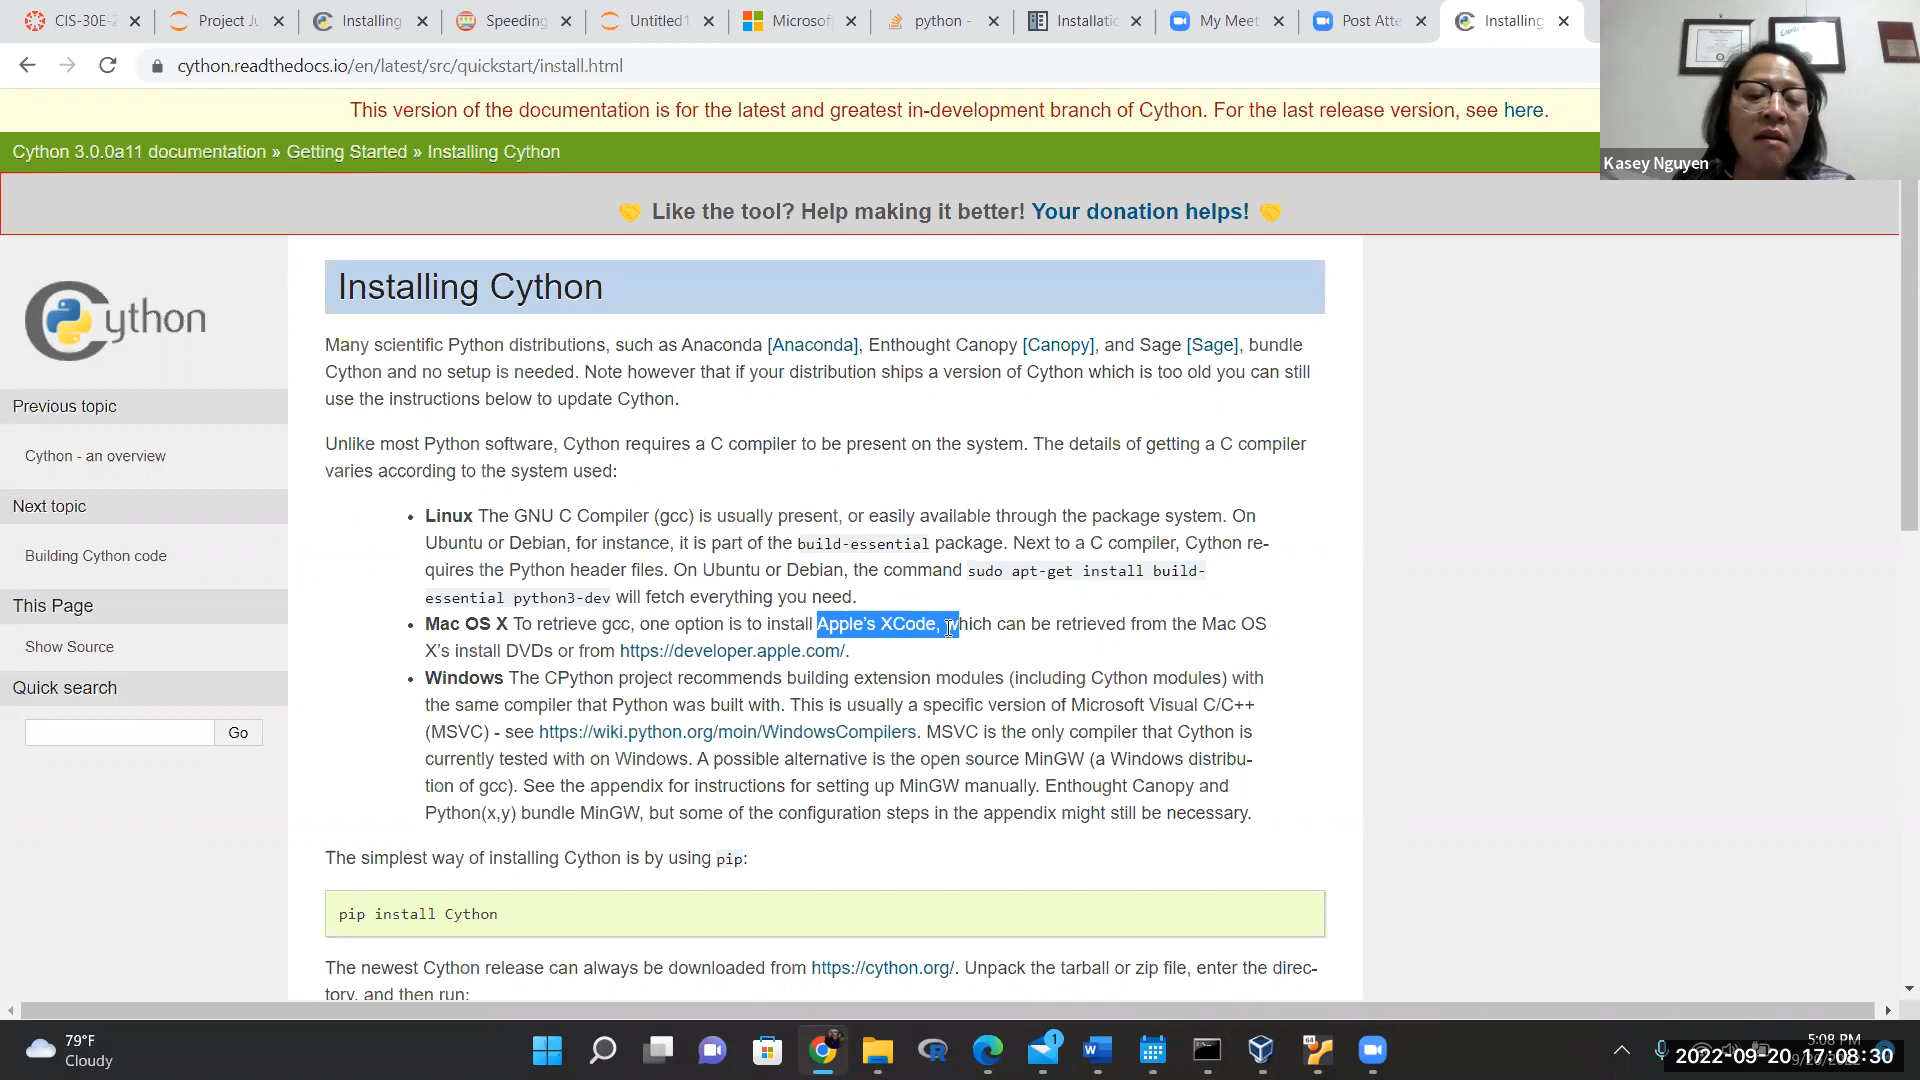 CIS-30E-2
Project Ju
Installing
Speeding
Untitled1
Microsof
python -
Installatic
My Meet
Post Atte
Installing
cython.readthedocs.io/en/latest/src/quickstart/install.html
This version of the documentation is for the latest and greatest in-development branch of Cython. For the last release version, see here.
Cython 3.0.0a11 documentation » Getting Started » Installing Cython
Kasey Nguyen
Like the tool? Help making it better! Your donation helps!
Cython
Previous topic
Cython - an overview
Next topic
Building Cython code
This Page
Show Source
Quick search
Go
Installing Cython
Many scientific Python distributions, such as Anaconda [Anaconda], Enthought Canopy [Canopy], and Sage [Sage], bundle
Cython and no setup is needed. Note however that if your distribution ships a version of Cython which is too old you can still
use the instructions below to update Cython.
Unlike most Python software, Cython requires a C compiler to be present on the system. The details of getting a C compiler
varies according to the system used:
• Linux The GNU C Compiler (gcc) is usually present, or easily available through the package system. On
Ubuntu or Debian, for instance, it is part of the build-essential package. Next to a C compiler, Cython re-
quires the Python header files. On Ubuntu or Debian, the command sudo apt-get install build-
essential python3-dev will fetch everything you need.
• Mac OS X To retrieve gcc, one option is to install Apple's XCode, which can be retrieved from the Mac OS
X's install DVDs or from https://developer.apple.com/.
• Windows The CPython project recommends building extension modules (including Cython modules) with
the same compiler that Python was built with. This is usually a specific version of Microsoft Visual C/C++
(MSVC) - see https://wiki.python.org/moin/WindowsCompilers. MSVC is the only compiler that Cython is
currently tested with on Windows. A possible alternative is the open source MinGW (a Windows distribu-
tion of gcc). See the appendix for instructions for setting up MinGW manually. Enthought Canopy and
Python(x,y) bundle MinGW, but some of the configuration steps in the appendix might still be necessary.
The simplest way of installing Cython is by using pip:
pip install Cython
The newest Cython release can always be downloaded from https://cython.org/. Unpack the tarball or zip file, enter the direc-
tory, and then run:
79°F
Cloudy
1
64
5:08 PM
9/20/2022
2022-09-20 17:08:30